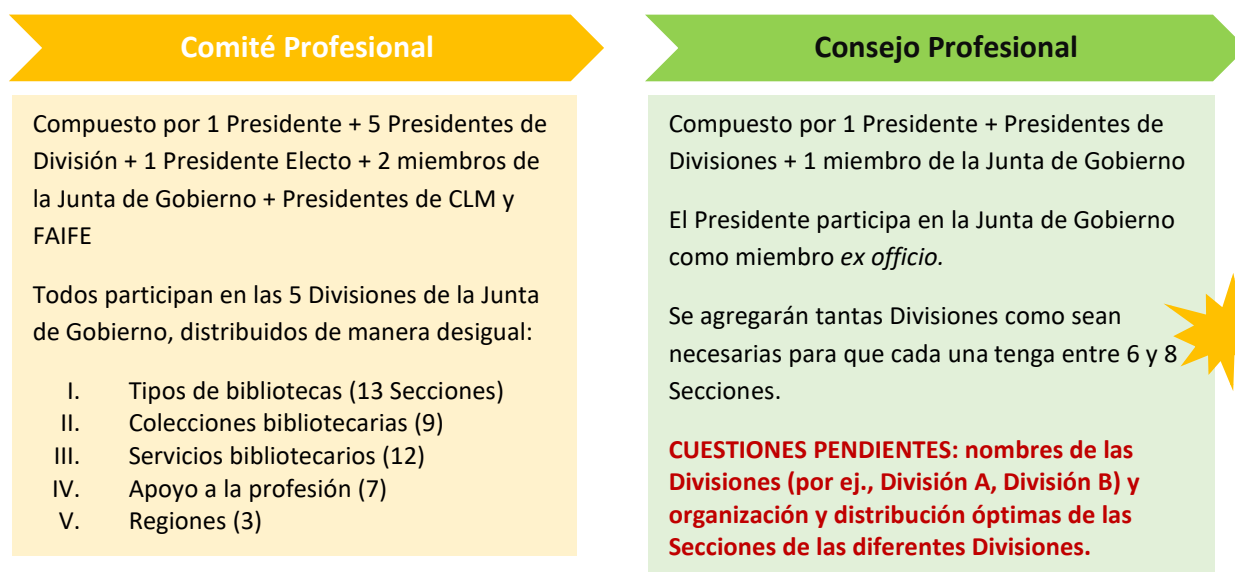 Comité Profesional
Compuesto por 1 Presidente + 5 Presidentes de
División + 1 Presidente Electo + 2 miembros de
la Junta de Gobierno + Presidentes de CLM y
FAIFE
Todos participan en las 5 Divisiones de la Junta
de Gobierno, distribuidos de manera desigual:
I. Tipos de bibliotecas (13 Secciones)
II. Colecciones bibliotecarias (9)
III. Servicios bibliotecarios (12)
IV. Apoyo a la profesión (7)
V. Regiones (3)
Consejo Profesional
Compuesto por 1 Presidente + Presidentes de
Divisiones + 1 miembro de la Junta de Gobierno
El Presidente participa en la Junta de Gobierno
como miembro ex officio.
Se agregarán tantas Divisiones como sean
necesarias para que cada una tenga entre 6 y 8
Secciones.
CUESTIONES PENDIENTES: nombres de las
Divisiones (por ej., División A, División B) y
organización y distribución óptimas de las
Secciones de las diferentes Divisiones.